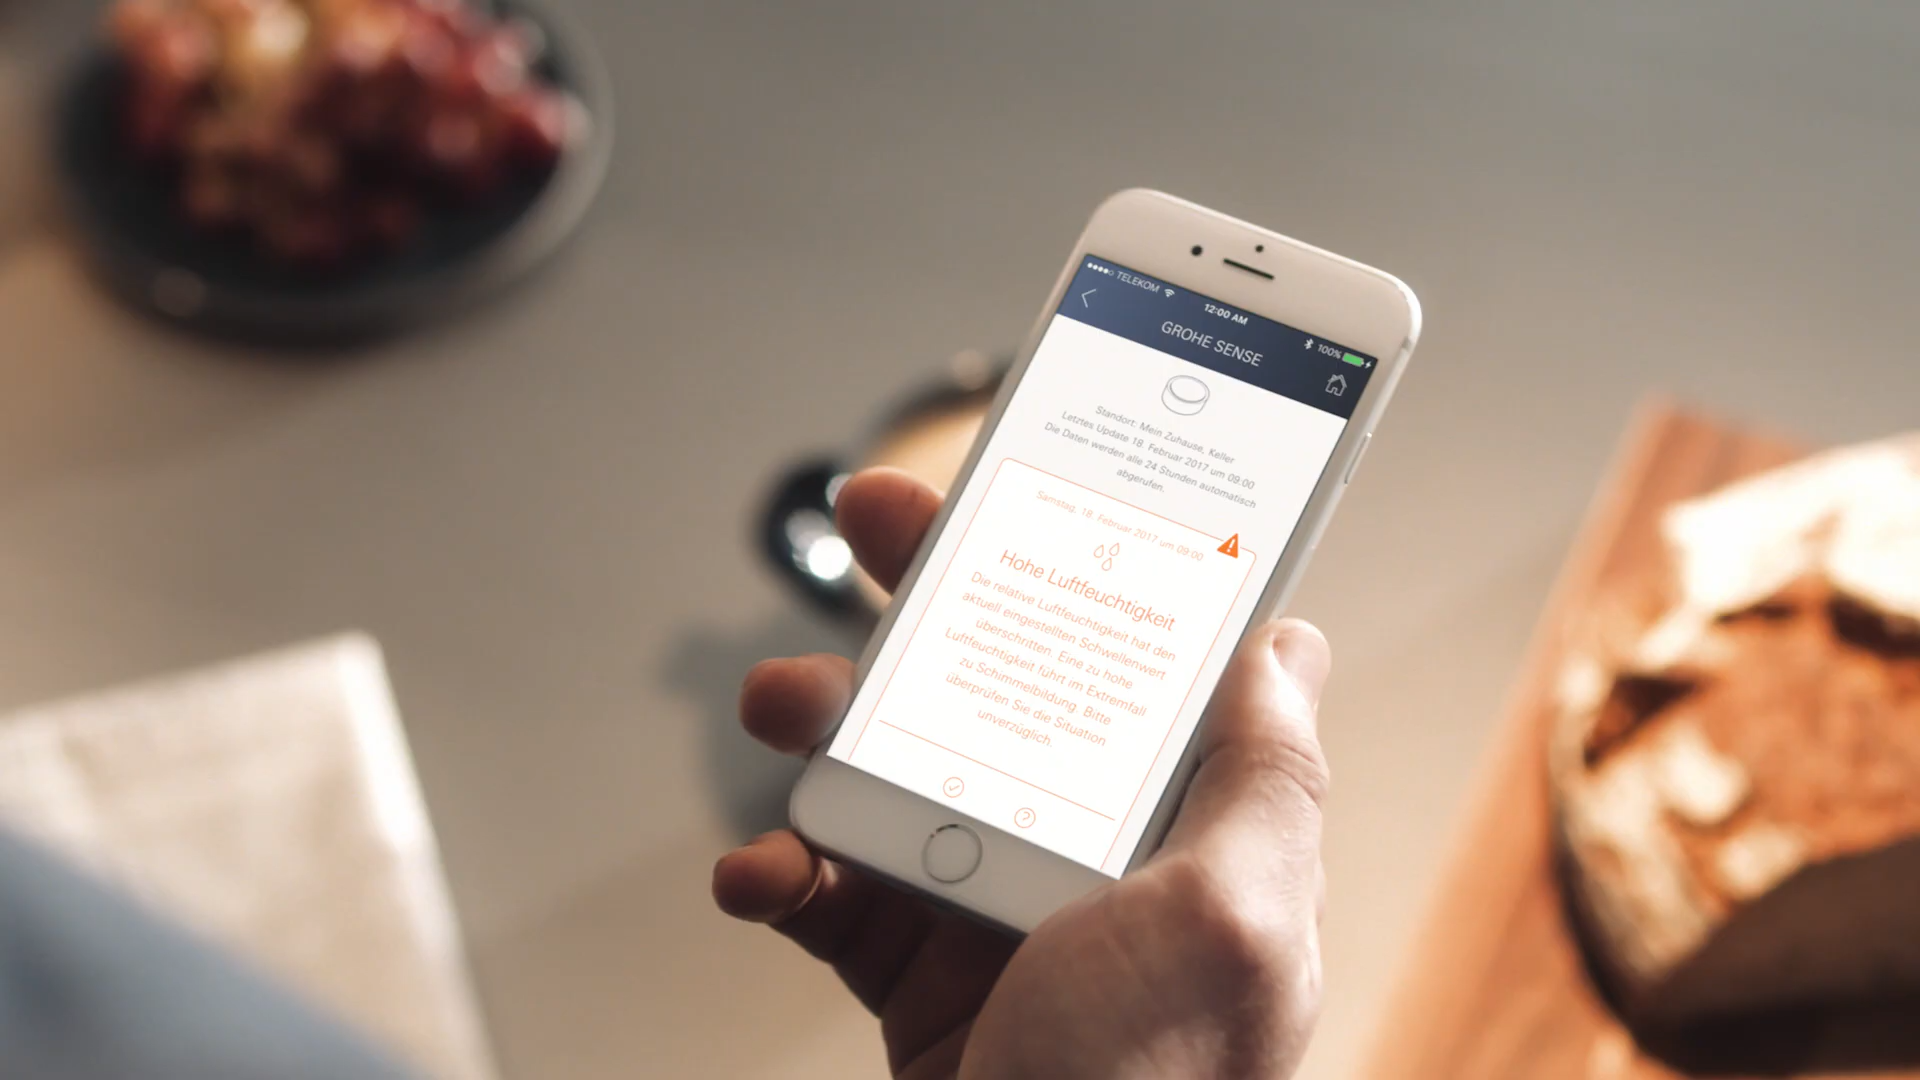 TELEKOM
12:00 AM
100%
GROHE SENSE
Standort: Mein Zuhause, Keller
Letztes Update 18. Februar 2017 um 09:00
Die Daten werden alle 24 Stunden automatisch
abgerufen.
Samstag, 18. Februar 2017 um 09:00
Hohe Luftfeuchtigkeit
Die relative Luftfeuchtigkeit hat den
aktuell eingestellten Schwellenwert
überschritten. Eine zu hohe
Luftfeuchtigkeit führt im Extremfall
zu Schimmelbildung. Bitte
überprüfen Sie die Situation
unverzüglich.